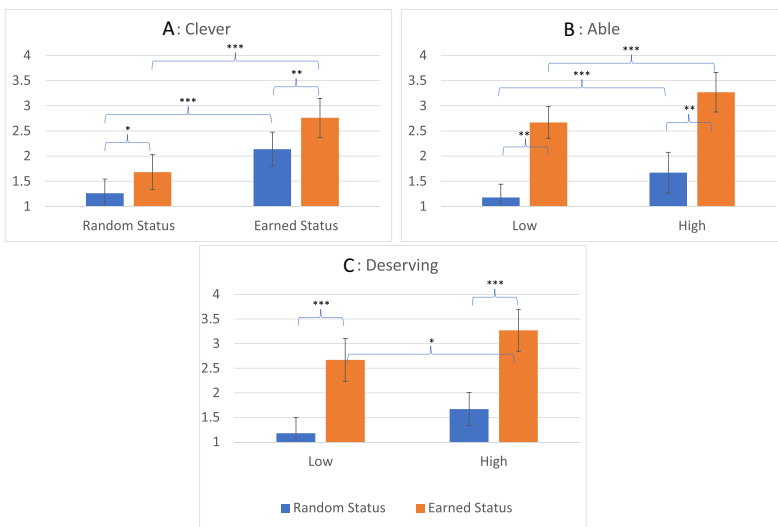 A: Clever
4
3.5
3
2.5
2
1.5
1
***
***
**
*
Random Status
Earned Status
B: Able
4
3.5
3
2.5
2
1.5
1
***
***
**
**
Low
High
C: Deserving
4
3.5
3
2.5
2
1.5
1
***
***
*
Low
High
Random Status
Earned Status